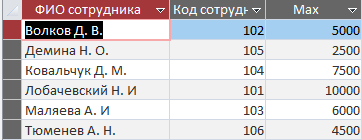 ФИО сотрудника Код сотрудн Max
Волков Д. В. 102 5000
Демина Н. О. 105 2500
Ковальчук Д. М. 104 7500
Лобачевский Н. И 101 10000
Маляева А. И 103 6000
Тюменев А. Н. 106 4500